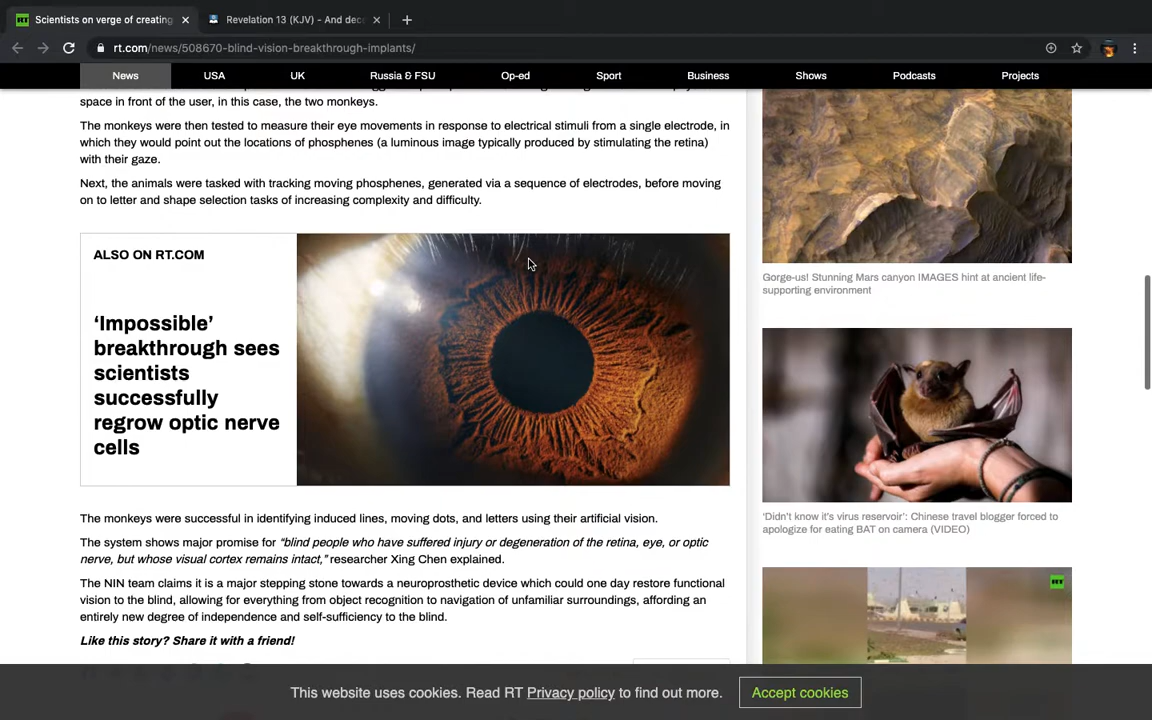 Scientists on verge of creating
Revelation 13 (KJV) - And dec
rt.com/news/508670-blind-vision-breakthrough-implants/
News USA UK Russia & FSU Op-ed Sport Business Shows Podcasts Projects
space in front of the user, in this case, the two monkeys.
The monkeys were then tested to measure their eye movements in response to electrical stimuli from a single electrode, in
which they would point out the locations of phosphenes (a luminous image typically produced by stimulating the retina)
with their gaze.
Next, the animals were tasked with tracking moving phosphenes, generated via a sequence of electrodes, before moving
on to letter and shape selection tasks of increasing complexity and difficulty.
ALSO ON RT.COM
‘Impossible’
breakthrough sees
scientists
successfully
regrow optic nerve
cells
The monkeys were successful in identifying induced lines, moving dots, and letters using their artificial vision.
The system shows major promise for “blind people who have suffered injury or degeneration of the retina, eye, or optic
nerve, but whose visual cortex remains intact,” researcher Xing Chen explained.
The NIN team claims it is a major stepping stone towards a neuroprosthetic device which could one day restore functional
vision to the blind, allowing for everything from object recognition to navigation of unfamiliar surroundings, affording an
entirely new degree of independence and self-sufficiency to the blind.
Like this story? Share it with a friend!
Gorge-us! Stunning Mars canyon IMAGES hint at ancient life-
supporting environment
‘Didn’t know it’s virus reservoir’: Chinese travel blogger forced to
apologize for eating BAT on camera (VIDEO)
RT
This website uses cookies. Read RT Privacy policy to find out more. Accept cookies